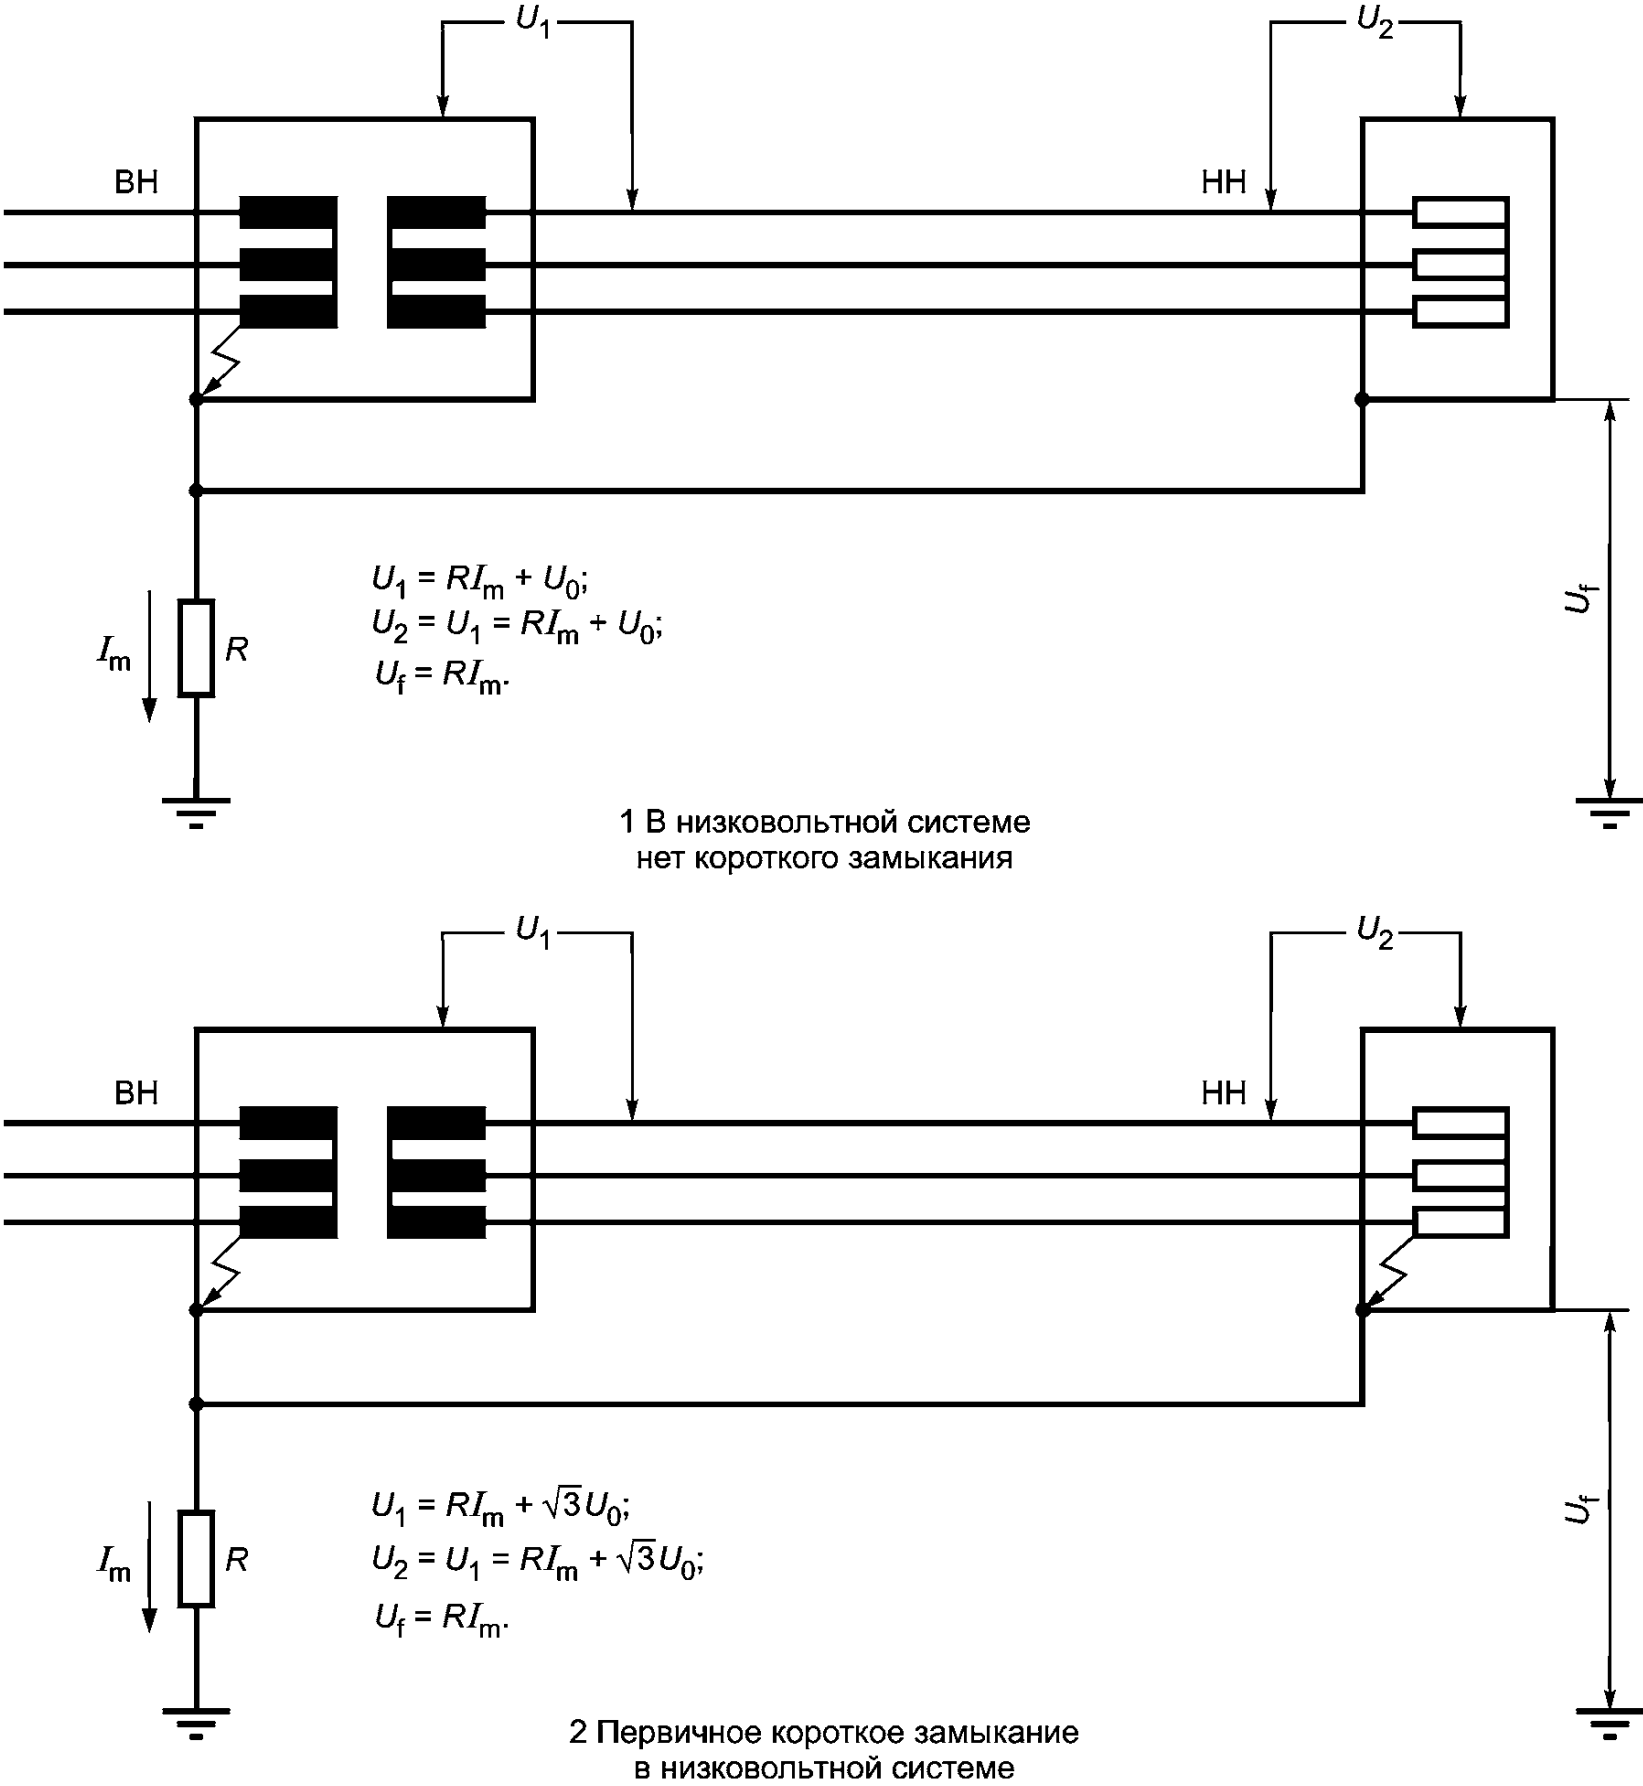 U1 U2
ВН НН
U1 = RIm + U0;
U2 = U1 = RIm + U0;
Uf = RIm.
Im R
Uf
1 В низковольтной системе
нет короткого замыкания
U1 U2
ВН НН
U1 = RIm + √3U0;
U2 = U1 = RIm + √3U0;
Uf = RIm.
Im R
Uf
2 Первичное короткое замыкание
в низковольтной системе